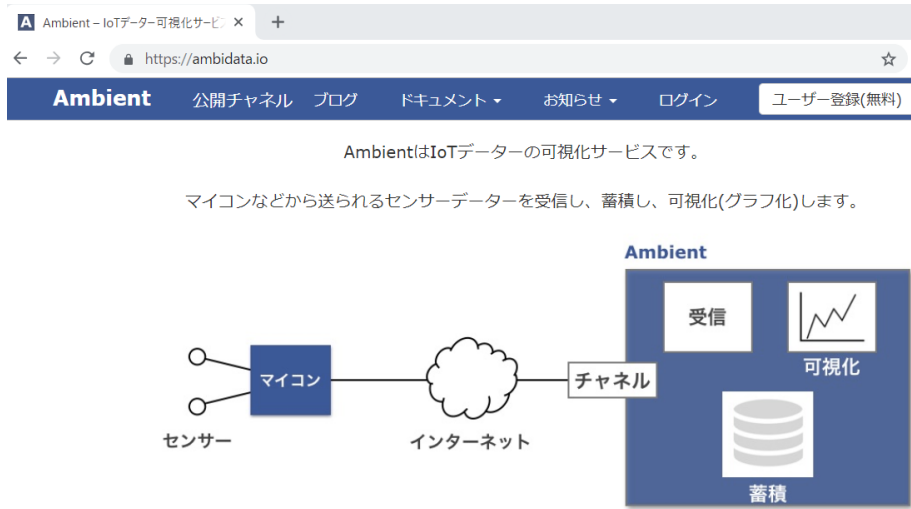 A Ambient – IoTデーター可視化サービ
https://ambidata.io
Ambient 公開チャネル ブログ ドキュメント お知らせ ログイン ユーザー登録(無料)
AmbientはIoTデーターの可視化サービスです。
マイコンなどから送られるセンサーデーターを受信し、蓄積し、可視化(グラフ化)します。
Ambient
受信
可視化
マイコン
チャネル
センサー
インターネット
蓄積